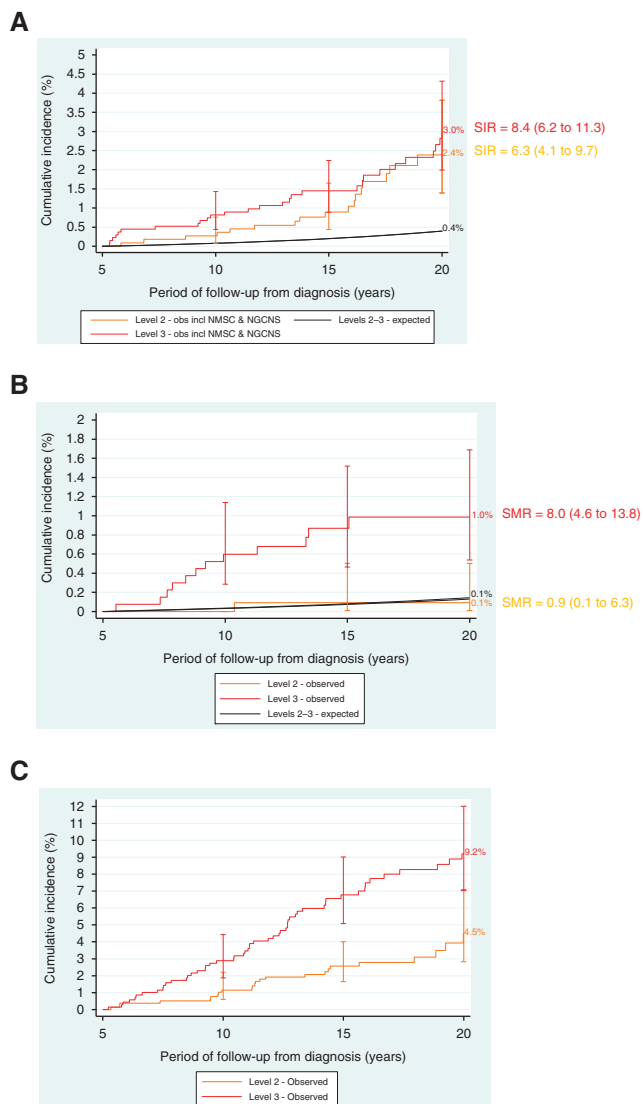 A
Cumulative incidence (%)
5
4.5
4
3.5
3
2.5
2
1.5
1
0.5
0
3.0%
2.4%
0.4%
SIR = 8.4 (6.2 to 11.3)
SIR = 6.3 (4.1 to 9.7)
5 10 15 20
Period of follow-up from diagnosis (years)
Level 2 - obs incl NMSC & NGCNS
Levels 2–3 - expected
Level 3 - obs incl NMSC & NGCNS
B
Cumulative incidence (%)
2
1.8
1.6
1.4
1.2
1
0.8
0.6
0.4
0.2
0
1.0%
0.1%
0.1%
SMR = 8.0 (4.6 to 13.8)
SMR = 0.9 (0.1 to 6.3)
5 10 15 20
Period of follow-up from diagnosis (years)
Level 2 - observed
Level 3 - observed
Levels 2–3 - expected
C
Cumulative incidence (%)
12
11
10
9
8
7
6
5
4
3
2
1
0
9.2%
4.5%
5 10 15 20
Period of follow-up from diagnosis (years)
Level 2 - Observed
Level 3 - Observed